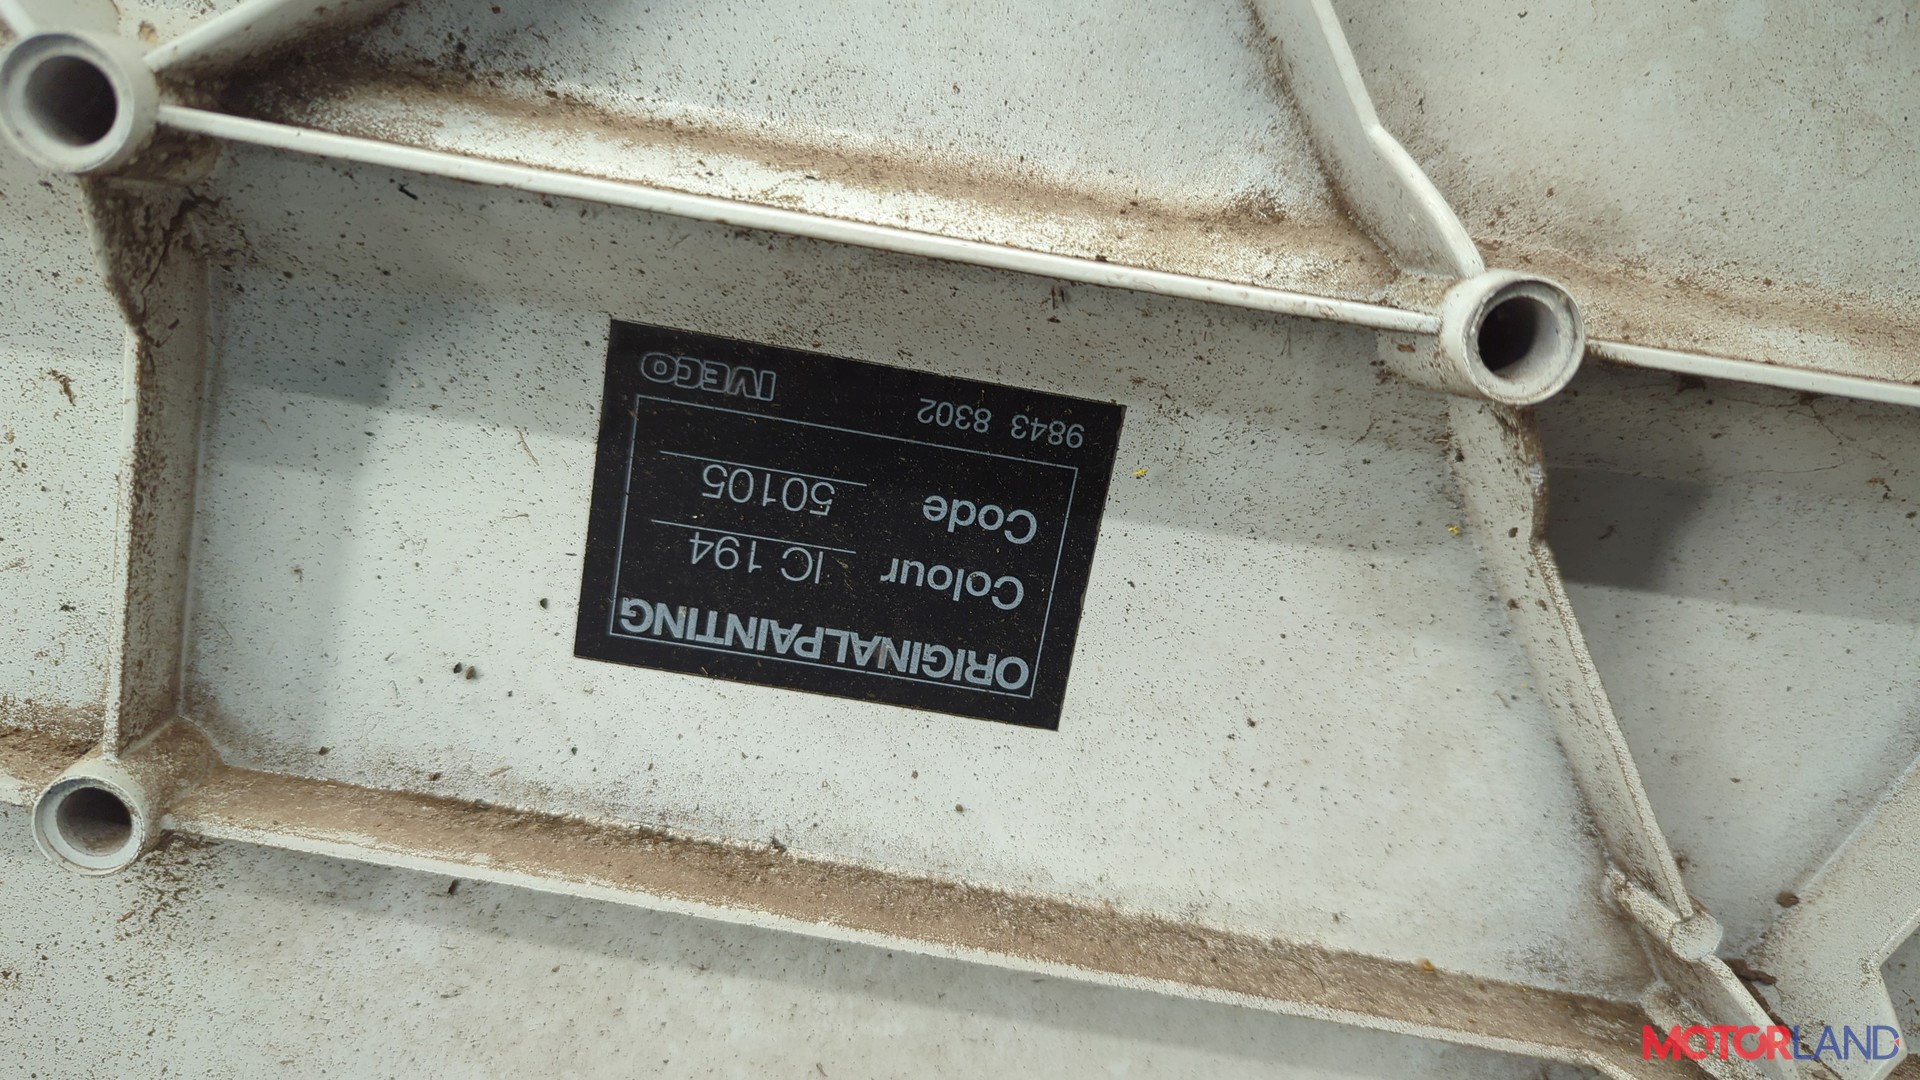 ORIGINALPAINTING
Colour IC 194
Code 50105
9843 8302 IVECO
MOTORLAND